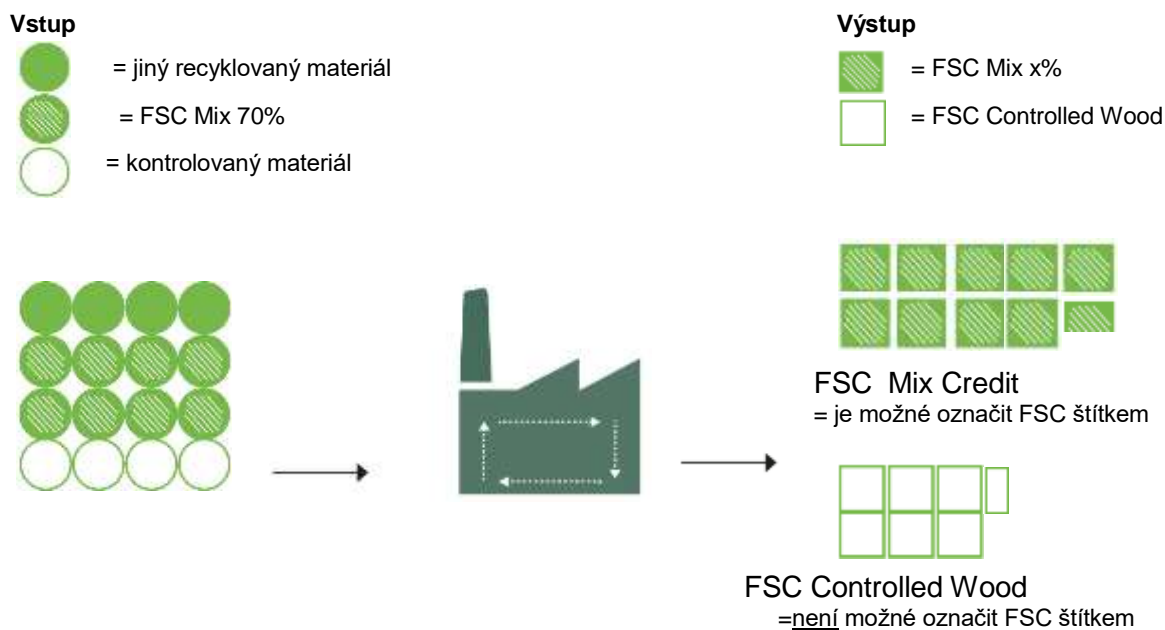 Vstup
= jiný recyklovaný materiál
= FSC Mix 70%
= kontrolovaný materiál
Výstup
= FSC Mix x%
= FSC Controlled Wood
FSC Mix Credit
= je možné označit FSC štítkem
FSC Controlled Wood
=není možné označit FSC štítkem